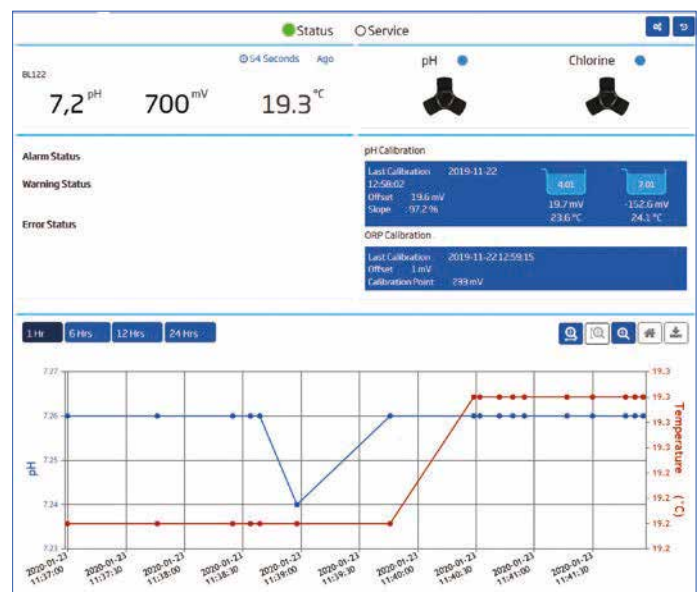 Status Service
54 Seconds Ago
BL122
7,2 pH 700 mV 19.3 °C
pH Chlorine
Alarm Status
Warning Status
Error Status
pH Calibration
Last Calibration 2019-11-22
12:58:02
Offset 19.6 mV
Slope 97.2 %
4.01 7.01
19.7 mV -152.6 mV
23.6 °C 24.1 °C
ORP Calibration
Last Calibration 2019-11-22 12:59:15
Offset 1 mV
Calibration Point 233 mV
1 Hr 6 Hrs 12 Hrs 24 Hrs
7.27
7.26
7.25
7.24
7.21
pH
19.3
19.3
19.3
19.2
19.2
19.2
19.2
Temperature (°C)
2020-01-23
11:37:00
2020-01-23
11:37:30
2020-01-23
11:38:00
2020-01-23
11:38:30
2020-01-23
11:39:00
2020-01-23
11:39:30
2020-01-23
11:40:00
2020-01-23
11:40:30
2020-01-23
11:41:00
2020-01-23
11:41:30